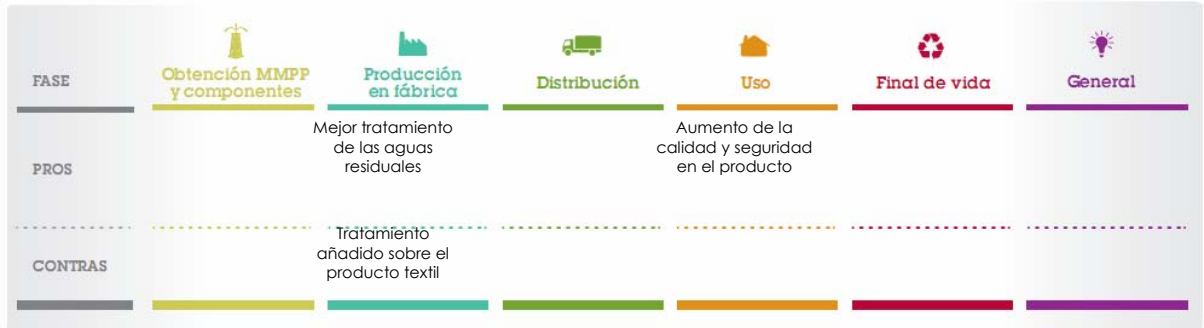 FASE
Obtención MMPP
y componentes
Producción
en fábrica
Distribución
Uso
Final de vida
General
PROS
Mejor tratamiento
de las aguas
residuales
Aumento de la
calidad y seguridad
en el producto
CONTRAS
Tratamiento
añadido sobre el
producto textil